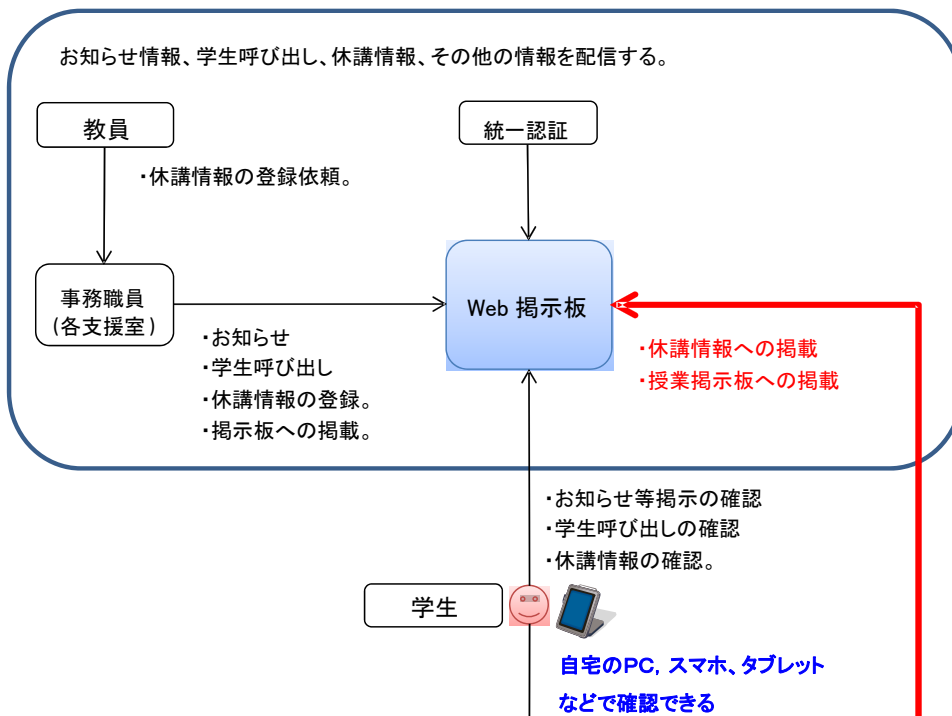 お知らせ情報、学生呼び出し、休講情報、その他の情報を配信する。
教員
統一認証
・休講情報の登録依頼。
事務職員
(各支援室)
Web 掲示板
・お知らせ
・学生呼び出し
・休講情報の登録。
・掲示板への掲載。
・休講情報への掲載
・授業掲示板への掲載
・お知らせ等掲示の確認
・学生呼び出しの確認
・休講情報の確認。
学生
自宅のPC, スマホ、タブレット
などで確認できる